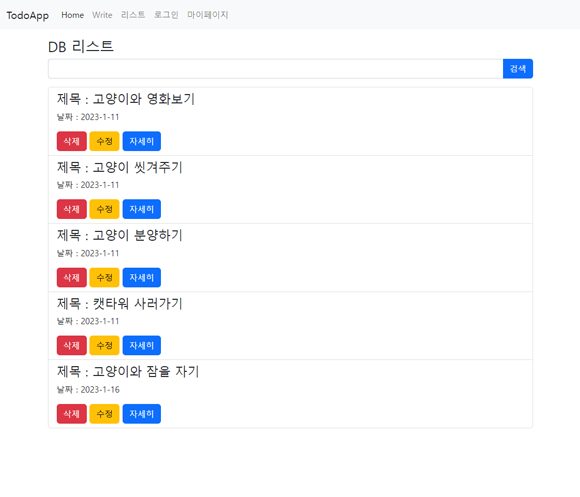 TodoApp Home Write 리스트 로그인 마이페이지
DB 리스트
검색
제목 : 고양이와 영화보기
날짜 : 2023-1-11
삭제 수정 자세히
제목 : 고양이 씻겨주기
날짜 : 2023-1-11
삭제 수정 자세히
제목 : 고양이 분양하기
날짜 : 2023-1-11
삭제 수정 자세히
제목 : 캣타워 사러가기
날짜 : 2023-1-11
삭제 수정 자세히
제목 : 고양이와 잠을 자기
날짜 : 2023-1-16
삭제 수정 자세히